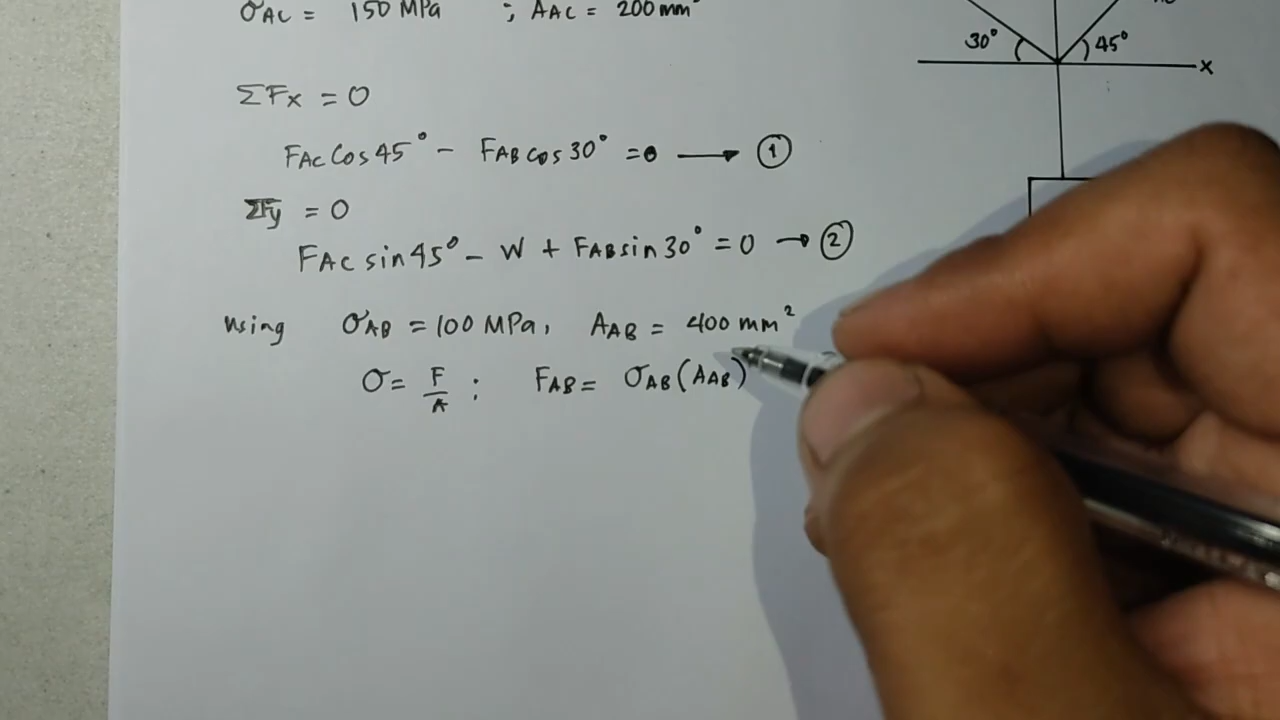 σAC = 150 MPa ; AAC = 200 mm
30° 45° x
ΣFx = 0
FAC cos 45° - FAB cos 30° = 0 → ①
ΣFy = 0
FAC sin 45° - W + FAB sin 30° = 0 → ②
using σAB = 100 MPa, AAB = 400 mm²
σ = F/A ; FAB = σAB (AAB)